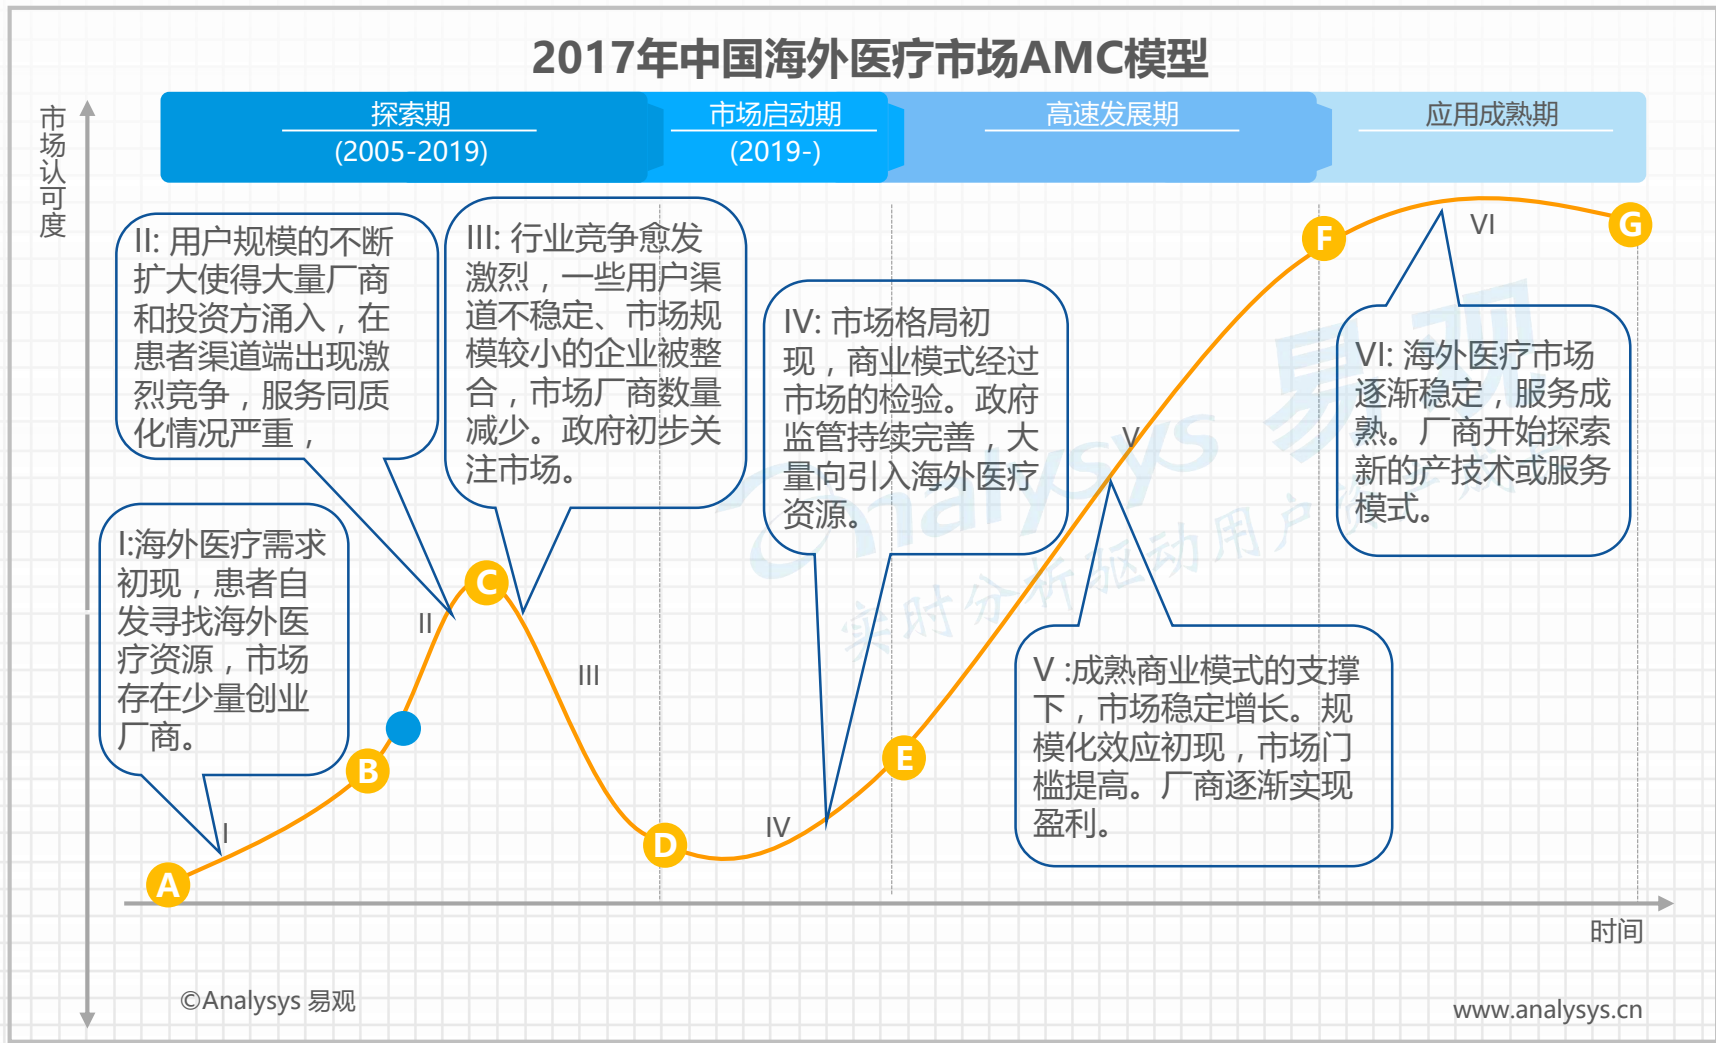 2017年中国海外医疗市场AMC模型
市场认可度
探索期
(2005-2019)
市场启动期
(2019-)
高速发展期
应用成熟期
II: 用户规模的不断
扩大使得大量厂商
和投资方涌入，在
患者渠道端出现激
烈竞争，服务同质
化情况严重，
III: 行业竞争愈发
激烈，一些用户渠
道不稳定、市场规
模较小的企业被整
合，市场厂商数量
减少。政府初步关
注市场。
IV: 市场格局初
现，商业模式经过
市场的检验。政府
监管持续完善，大
量向引入海外医疗
资源。
VI: 海外医疗市场
逐渐稳定，服务成
熟。厂商开始探索
新的产技术或服务
模式。
I:海外医疗需求
初现，患者自
发寻找海外医
疗资源，市场
存在少量创业
厂商。
V :成熟商业模式的支撑
下，市场稳定增长。规
模化效应初现，市场门
槛提高。厂商逐渐实现
盈利。
A
I
B
II
C
III
D
IV
E
V
F
VI
G
Analysys 易观
实时分析驱动用户
时间
©Analysys 易观
www.analysys.cn